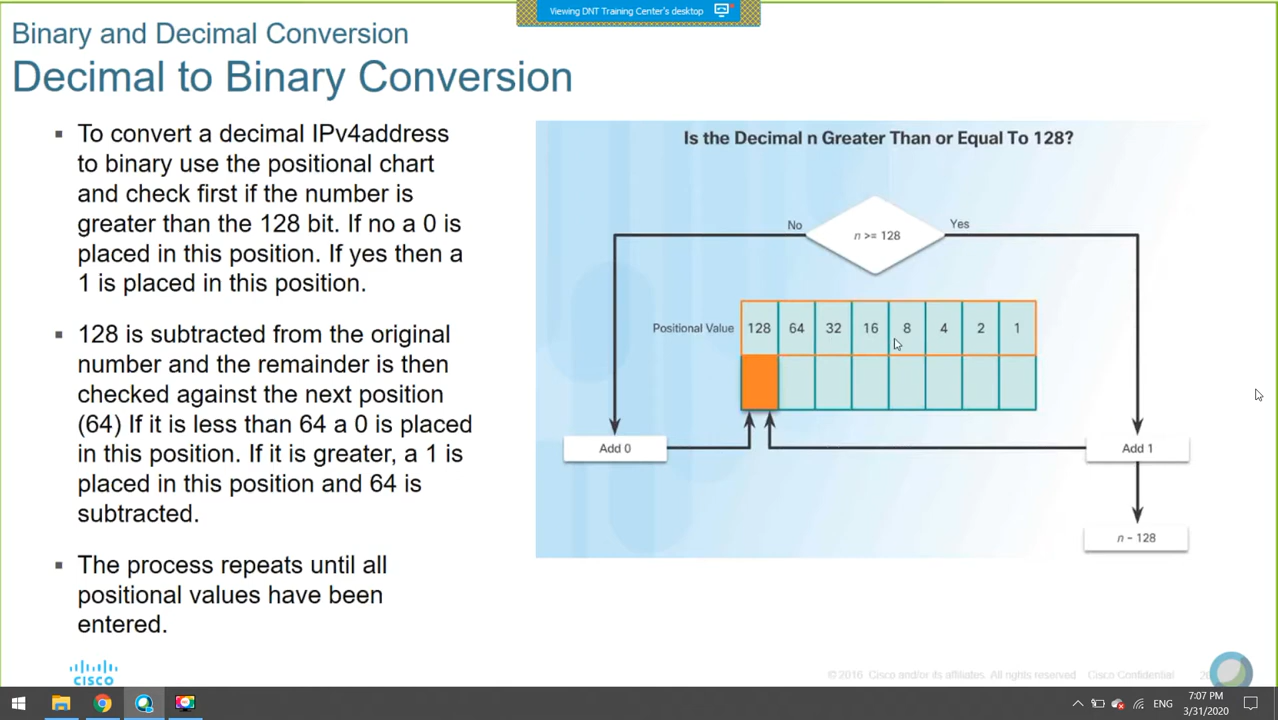 Viewing DNT Training Center's desktop
Binary and Decimal Conversion
Decimal to Binary Conversion
▪ To convert a decimal IPv4address
to binary use the positional chart
and check first if the number is
greater than the 128 bit. If no a 0 is
placed in this position. If yes then a
1 is placed in this position.
▪ 128 is subtracted from the original
number and the remainder is then
checked against the next position
(64) If it is less than 64 a 0 is placed
in this position. If it is greater, a 1 is
placed in this position and 64 is
subtracted.
▪ The process repeats until all
positional values have been
entered.
Is the Decimal n Greater Than or Equal To 128?
No
n >= 128
Yes
Positional Value 128 64 32 16 8 4 2 1
Add 0
Add 1
n - 128
CISCO
© 2016 Cisco and/or its affiliates. All rights reserved. Cisco Confidential
ENG
7:07 PM
3/31/2020